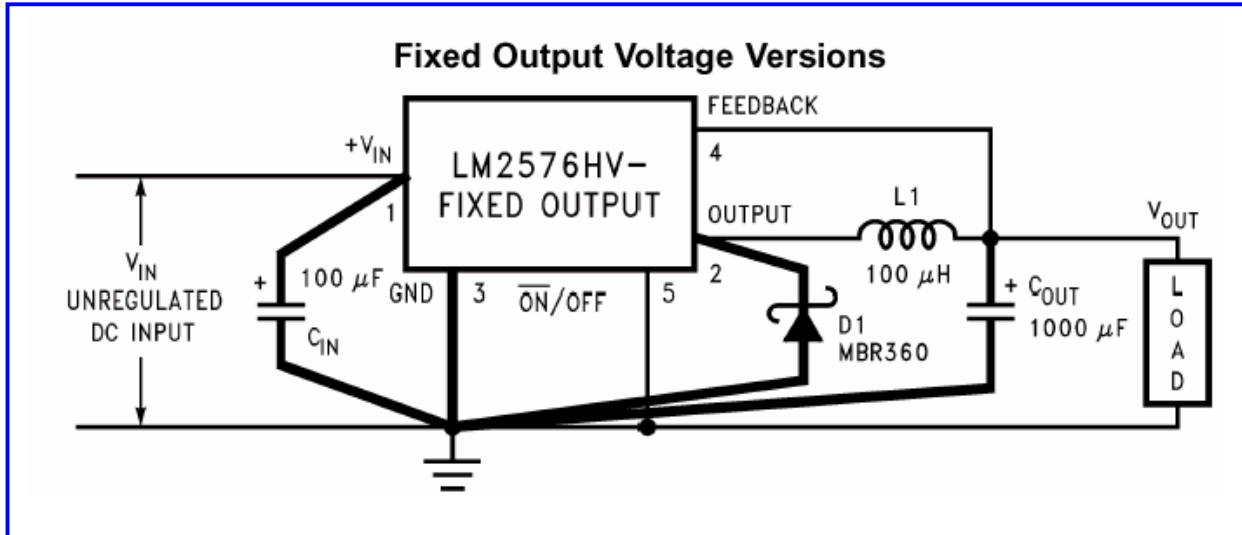 Fixed Output Voltage Versions
FEEDBACK
+VIN
4
LM2576HV-
FIXED OUTPUT
1
OUTPUT
L1
VOUT
VIN
UNREGULATED
DC INPUT
+
100 μF
CIN
GND
3
ON/OFF
5
2
100 μH
D1
MBR360
+
COUT
1000 μF
LOAD